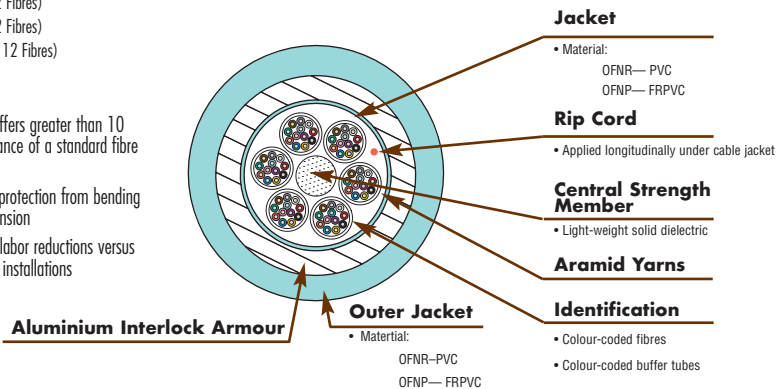 2 Fibres)
2 Fibres)
12 Fibres)
ffers greater than 10
ance of a standard fibre
protection from bending
nsion
labor reductions versus
installations
Aluminium Interlock Armour
Outer Jacket
• Matertial:
OFNR–PVC
OFNP— FRPVC
Jacket
• Material:
OFNR— PVC
OFNP— FRPVC
Rip Cord
• Applied longitudinally under cable jacket
Central Strength
Member
• Light-weight solid dielectric
Aramid Yarns
Identification
• Colour-coded fibres
• Colour-coded buffer tubes